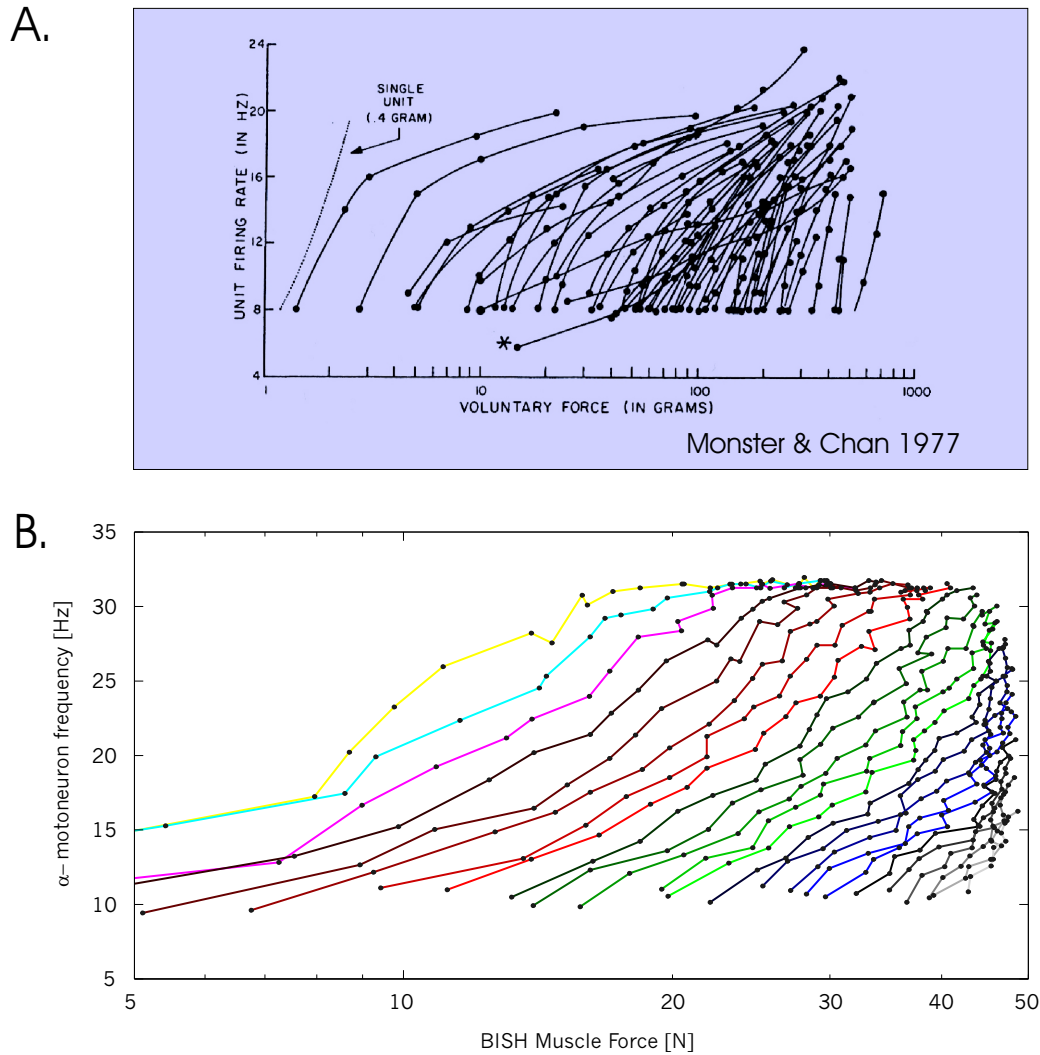 A.
24
20
16
12
8
4
UNIT FIRING RATE (IN HZ)
SINGLE
UNIT
(.4 GRAM)
*
1
10
100
1000
VOLUNTARY FORCE (IN GRAMS)
Monster & Chan 1977
B.
35
30
25
20
15
10
5
α– motoneuron frequency [Hz]
5
10
20
30
40
50
BISH Muscle Force [N]